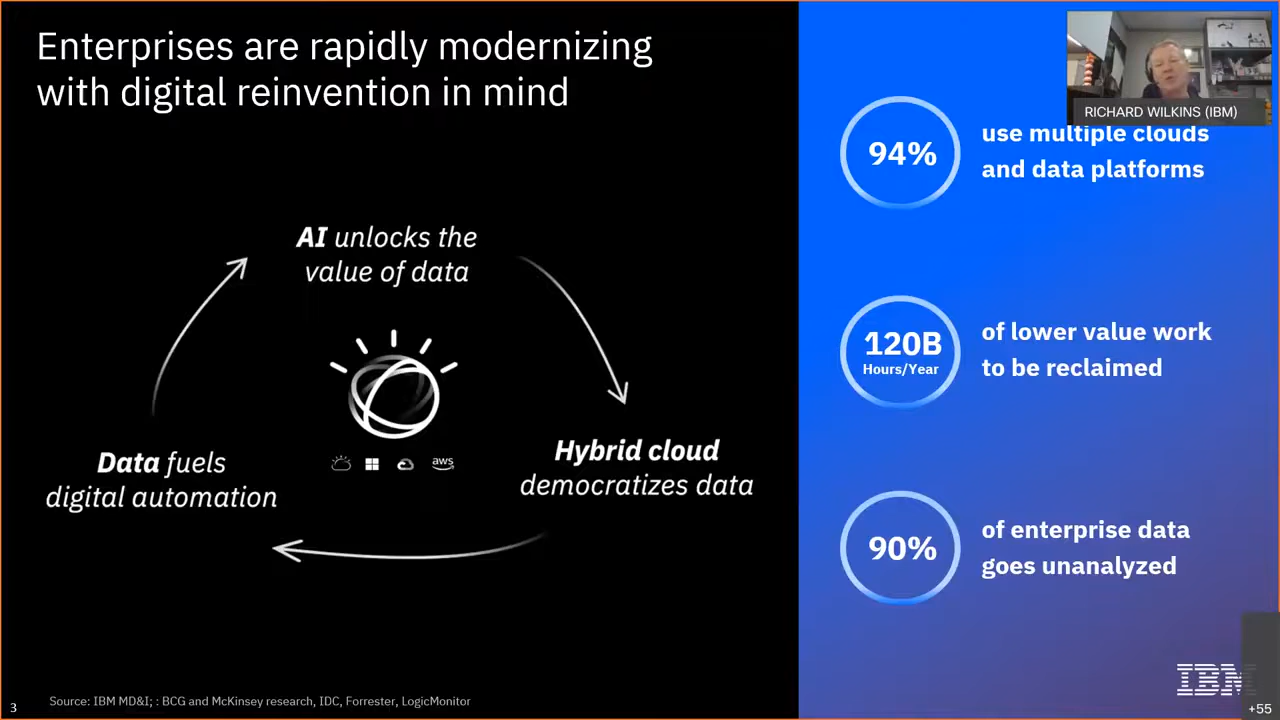 Enterprises are rapidly modernizing
with digital reinvention in mind
AI unlocks the
value of data
Data fuels
digital automation
Hybrid cloud
democratizes data
aws
94%
use multiple clouds
and data platforms
120B
Hours/Year
of lower value work
to be reclaimed
90%
of enterprise data
goes unanalyzed
RICHARD WILKINS (IBM)
Source: IBM MD&I; : BCG and McKinsey research, IDC, Forrester, LogicMonitor
3
IBM
+55